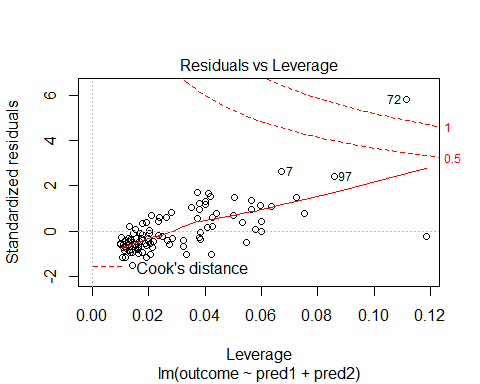 Residuals vs Leverage
Standardized residuals
6
4
2
0
-2
72
1
0.5
7
97
Cook's distance
0.00 0.02 0.04 0.06 0.08 0.10 0.12
Leverage
lm(outcome ~ pred1 + pred2)